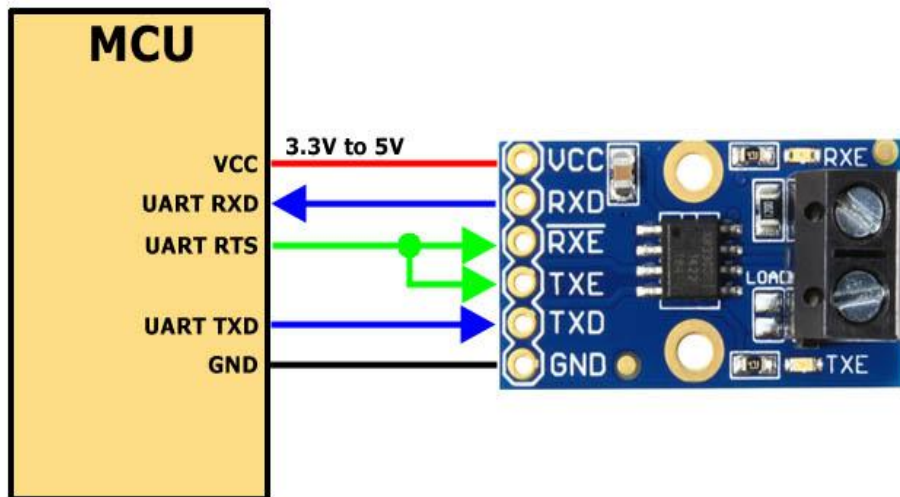 MCU
3.3V to 5V
VCC
UART RXD
UART RTS
UART TXD
GND
VCC
RXD
RXE
TXE
TXD
GND
RXE
LOAD
TXE